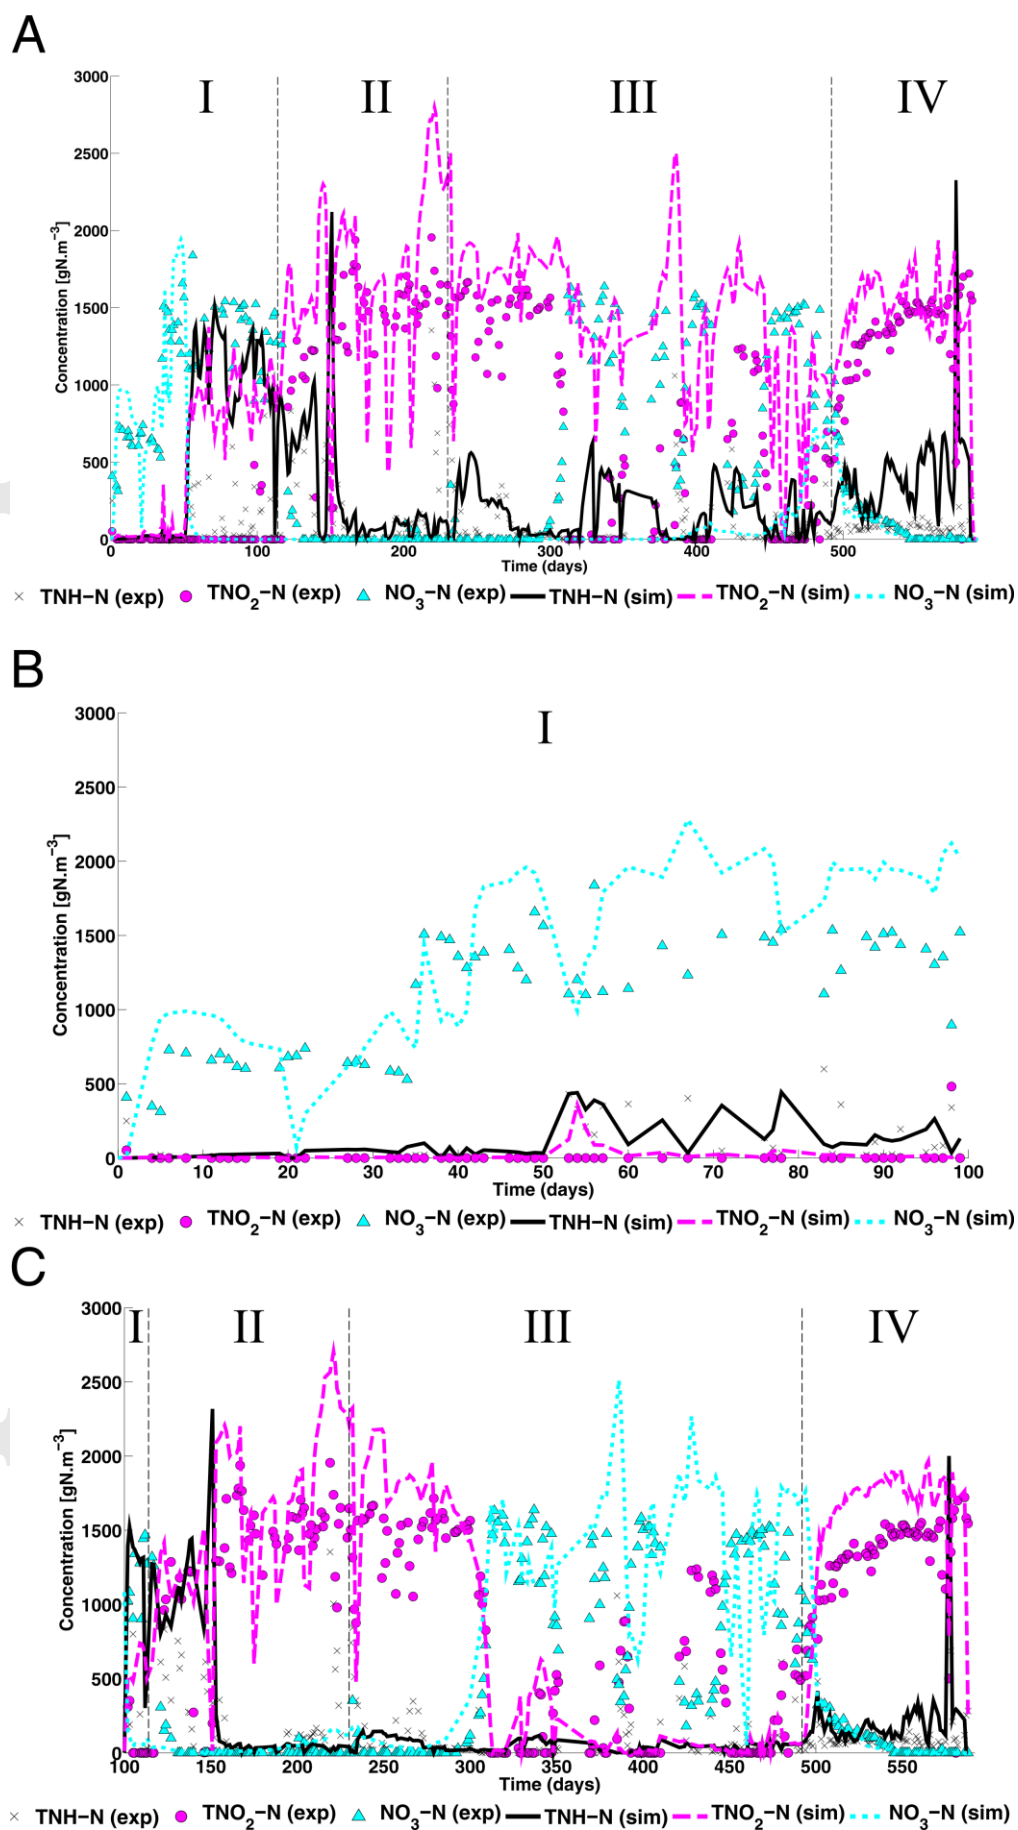 A
I II III IV
3000
2500
2000
1500
1000
500
0
Concentration [gN.m⁻³]
0 100 200 300 400 500
Time (days)
TNH−N (exp) TNO₂−N (exp) NO₃−N (exp) TNH−N (sim) TNO₂−N (sim) NO₃−N (sim)
B
I
3000
2500
2000
1500
1000
500
0
Concentration [gN.m⁻³]
0 10 20 30 40 50 60 70 80 90 100
Time (days)
TNH−N (exp) TNO₂−N (exp) NO₃−N (exp) TNH−N (sim) TNO₂−N (sim) NO₃−N (sim)
C
I II III IV
3000
2500
2000
1500
1000
500
0
Concentration [gN.m⁻³]
100 150 200 250 300 350 400 450 500 550
Time (days)
TNH−N (exp) TNO₂−N (exp) NO₃−N (exp) TNH−N (sim) TNO₂−N (sim) NO₃−N (sim)